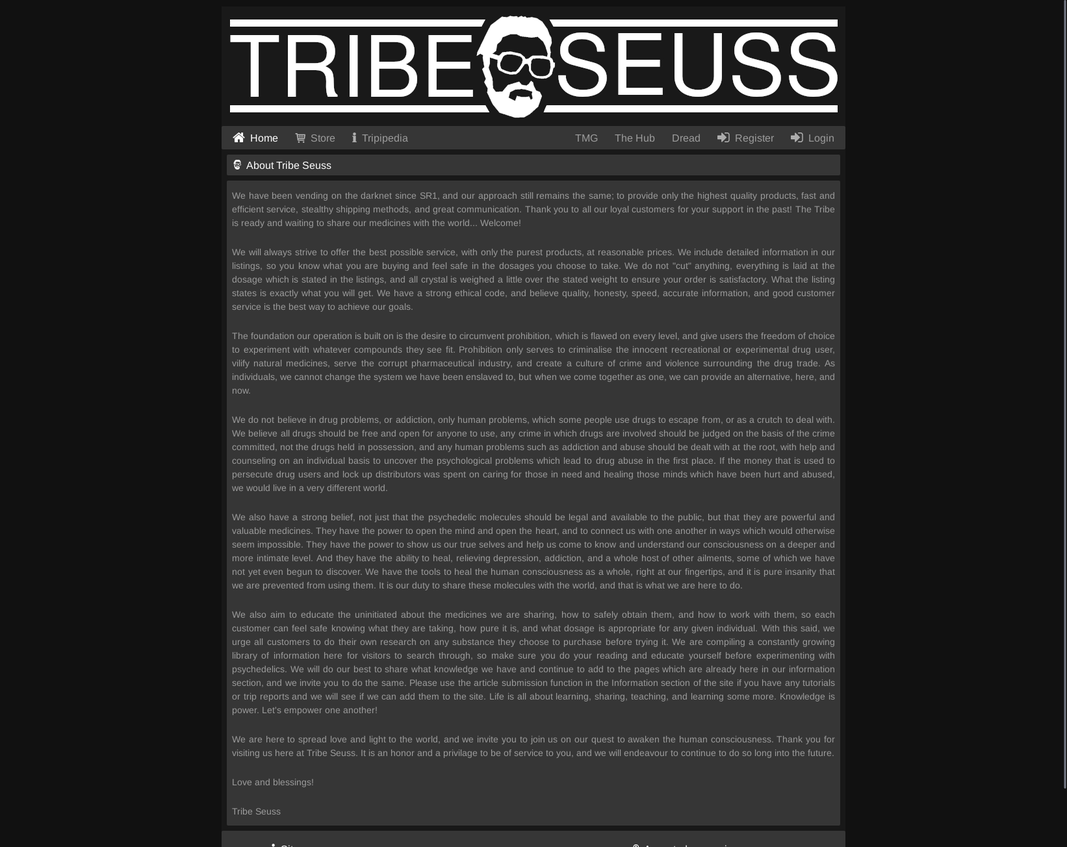 TRIBE SEUSS
Home Store Tripipedia TMG The Hub Dread Register Login
About Tribe Seuss
We have been vending on the darknet since SR1, and our approach still remains the same; to provide only the highest quality products, fast and
efficient service, stealthy shipping methods, and great communication. Thank you to all our loyal customers for your support in the past! The Tribe
is ready and waiting to share our medicines with the world... Welcome!
We will always strive to offer the best possible service, with only the purest products, at reasonable prices. We include detailed information in our
listings, so you know what you are buying and feel safe in the dosages you choose to take. We do not "cut" anything, everything is laid at the
dosage which is stated in the listings, and all crystal is weighed a little over the stated weight to ensure your order is satisfactory. What the listing
states is exactly what you will get. We have a strong ethical code, and believe quality, honesty, speed, accurate information, and good customer
service is the best way to achieve our goals.
The foundation our operation is built on is the desire to circumvent prohibition, which is flawed on every level, and give users the freedom of choice
to experiment with whatever compounds they see fit. Prohibition only serves to criminalise the innocent recreational or experimental drug user,
vilify natural medicines, serve the corrupt pharmaceutical industry, and create a culture of crime and violence surrounding the drug trade. As
individuals, we cannot change the system we have been enslaved to, but when we come together as one, we can provide an alternative, here, and
now.
We do not believe in drug problems, or addiction, only human problems, which some people use drugs to escape from, or as a crutch to deal with.
We believe all drugs should be free and open for anyone to use, any crime in which drugs are involved should be judged on the basis of the crime
committed, not the drugs held in possession, and any human problems such as addiction and abuse should be dealt with at the root, with help and
counseling on an individual basis to uncover the psychological problems which lead to drug abuse in the first place. If the money that is used to
persecute drug users and lock up distributors was spent on caring for those in need and healing those minds which have been hurt and abused,
we would live in a very different world.
We also have a strong belief, not just that the psychedelic molecules should be legal and available to the public, but that they are powerful and
valuable medicines. They have the power to open the mind and open the heart, and to connect us with one another in ways which would otherwise
seem impossible. They have the power to show us our true selves and help us come to know and understand our consciousness on a deeper and
more intimate level. And they have the ability to heal, relieving depression, addiction, and a whole host of other ailments, some of which we have
not yet even begun to discover. We have the tools to heal the human consciousness as a whole, right at our fingertips, and it is pure insanity that
we are prevented from using them. It is our duty to share these molecules with the world, and that is what we are here to do.
We also aim to educate the uninitiated about the medicines we are sharing, how to safely obtain them, and how to work with them, so each
customer can feel safe knowing what they are taking, how pure it is, and what dosage is appropriate for any given individual. With this said, we
urge all customers to do their own research on any substance they choose to purchase before trying it. We are compiling a constantly growing
library of information here for visitors to search through, so make sure you do your reading and educate yourself before experimenting with
psychedelics. We will do our best to share what knowledge we have and continue to add to the pages which are already here in our information
section, and we invite you to do the same. Please use the article submission function in the Information section of the site if you have any tutorials
or trip reports and we will see if we can add them to the site. Life is all about learning, sharing, teaching, and learning some more. Knowledge is
power. Let's empower one another!
We are here to spread love and light to the world, and we invite you to join us on our quest to awaken the human consciousness. Thank you for
visiting us here at Tribe Seuss. It is an honor and a privilage to be of service to you, and we will endeavour to continue to do so long into the future.
Love and blessings!
Tribe Seuss